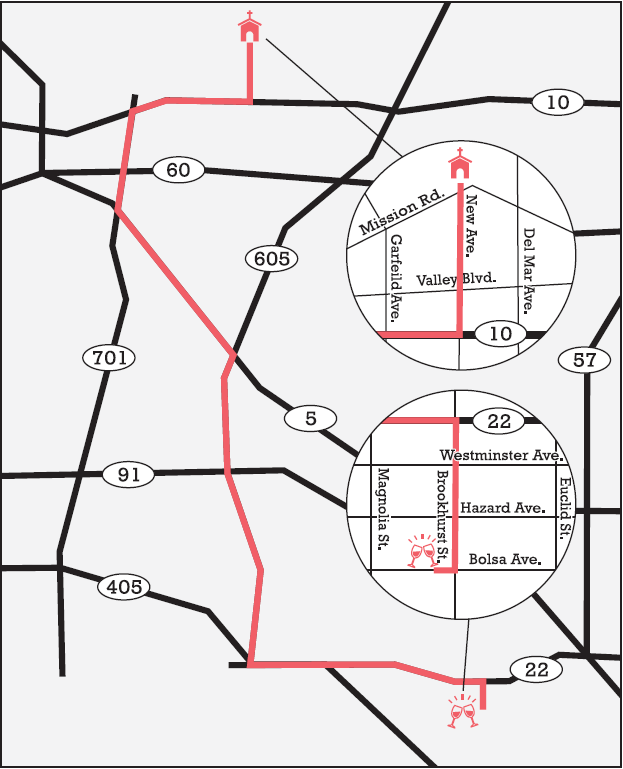 10
60
Mission Rd.
New Ave.
Garfeild Ave.
Del Mar Ave.
605
Valley Blvd.
10
701
57
5
22
Westminster Ave.
91
Magnolia St.
Brookhurst St.
Euclid St.
Hazard Ave.
Bolsa Ave.
405
22